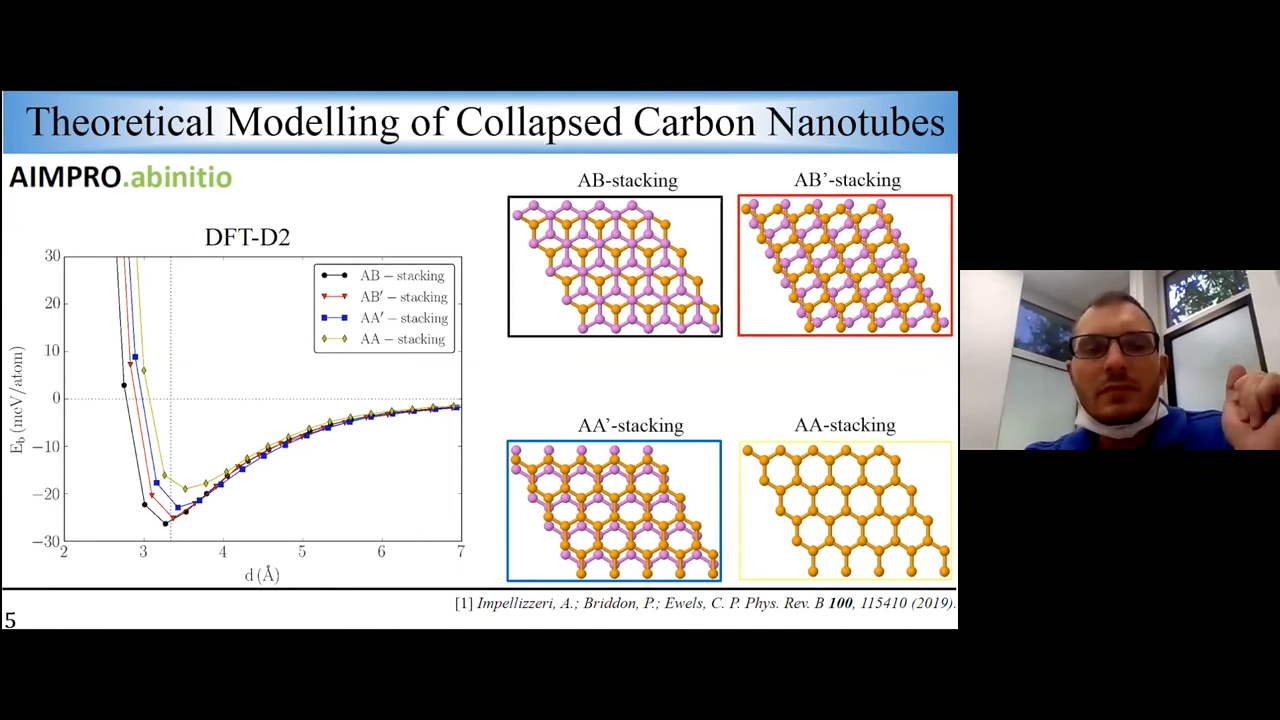 Theoretical Modelling of Collapsed Carbon Nanotubes
AIMPRO.abinitio
DFT-D2
30
20
10
0
−10
−20
−30
2
3
4
5
6
7
E_b (meV/atom)
d (Å)
AB − stacking
AB′ − stacking
AA′ − stacking
AA − stacking
AB-stacking
AB'-stacking
AA'-stacking
AA-stacking
[1] Impellizzeri, A.; Briddon, P.; Ewels, C. P. Phys. Rev. B 100, 115410 (2019).
5